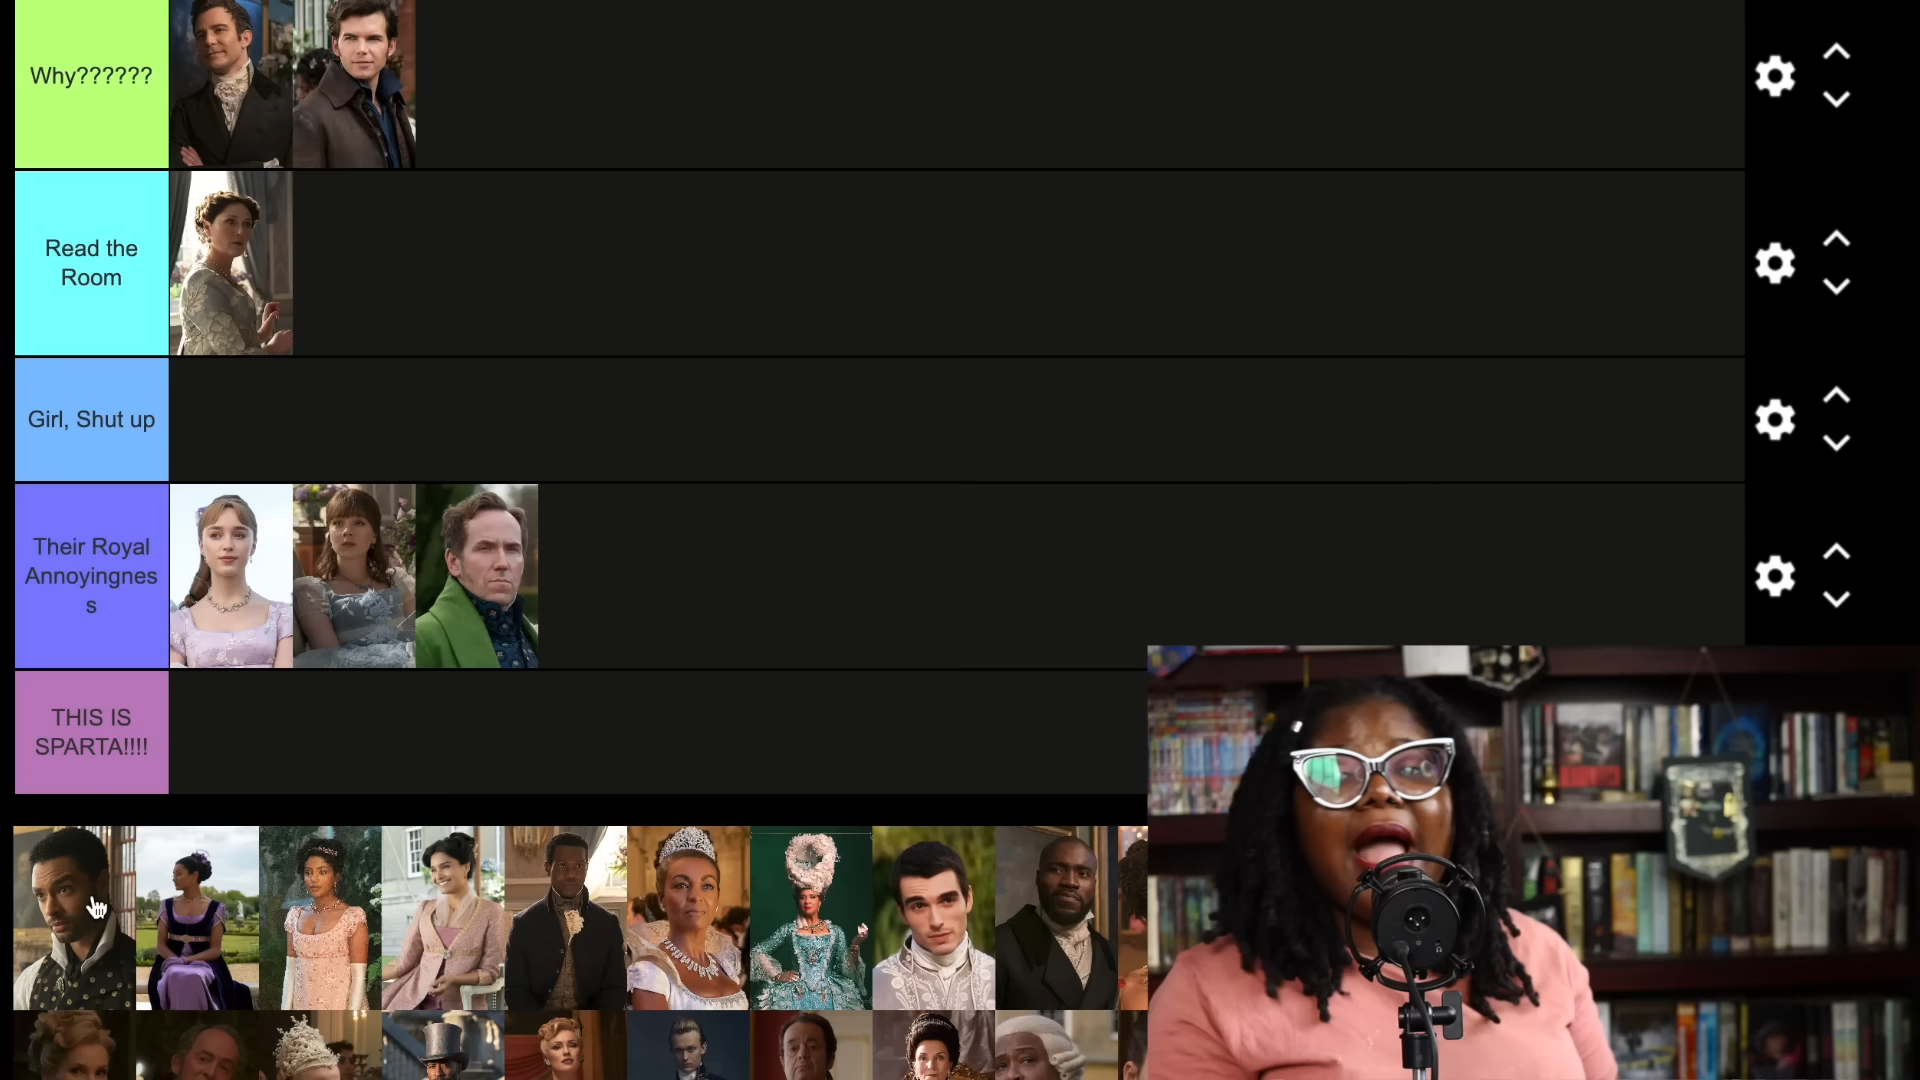 Why??????
Read the
Room
Girl, Shut up
Their Royal
Annoyingnes
s
THIS IS
SPARTA!!!!